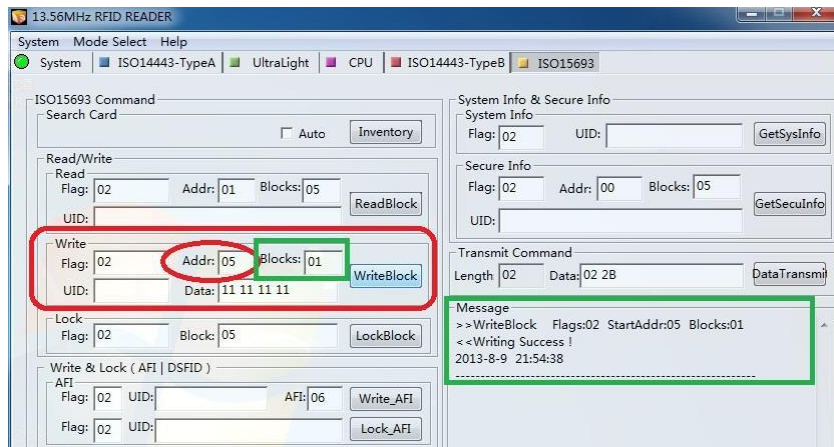 13.56MHz RFID READER
System Mode Select Help
System ISO14443-TypeA UltraLight CPU ISO14443-TypeB ISO15693
ISO15693 Command
Search Card
Auto Inventory
Read/Write
Read
Flag: 02 Addr: 01 Blocks: 05
ReadBlock
UID:
Write
Flag: 02 Addr: 05 Blocks: 01
WriteBlock
UID: Data: 11 11 11 11
Lock
Flag: 02 Block: 05 LockBlock
Write & Lock ( AFI | DSFID )
AFI
Flag: 02 UID: AFI: 06 Write_AFI
Flag: 02 UID: Lock_AFI
System Info & Secure Info
System Info
Flag: 02 UID: GetSysInfo
Secure Info
Flag: 02 Addr: 00 Blocks: 05
GetSecuInfo
UID:
Transmit Command
Length 02 Data: 02 2B DataTransmit
Message
>>WriteBlock Flags:02 StartAddr:05 Blocks:01
<<Writing Success !
2013-8-9 21:54:38